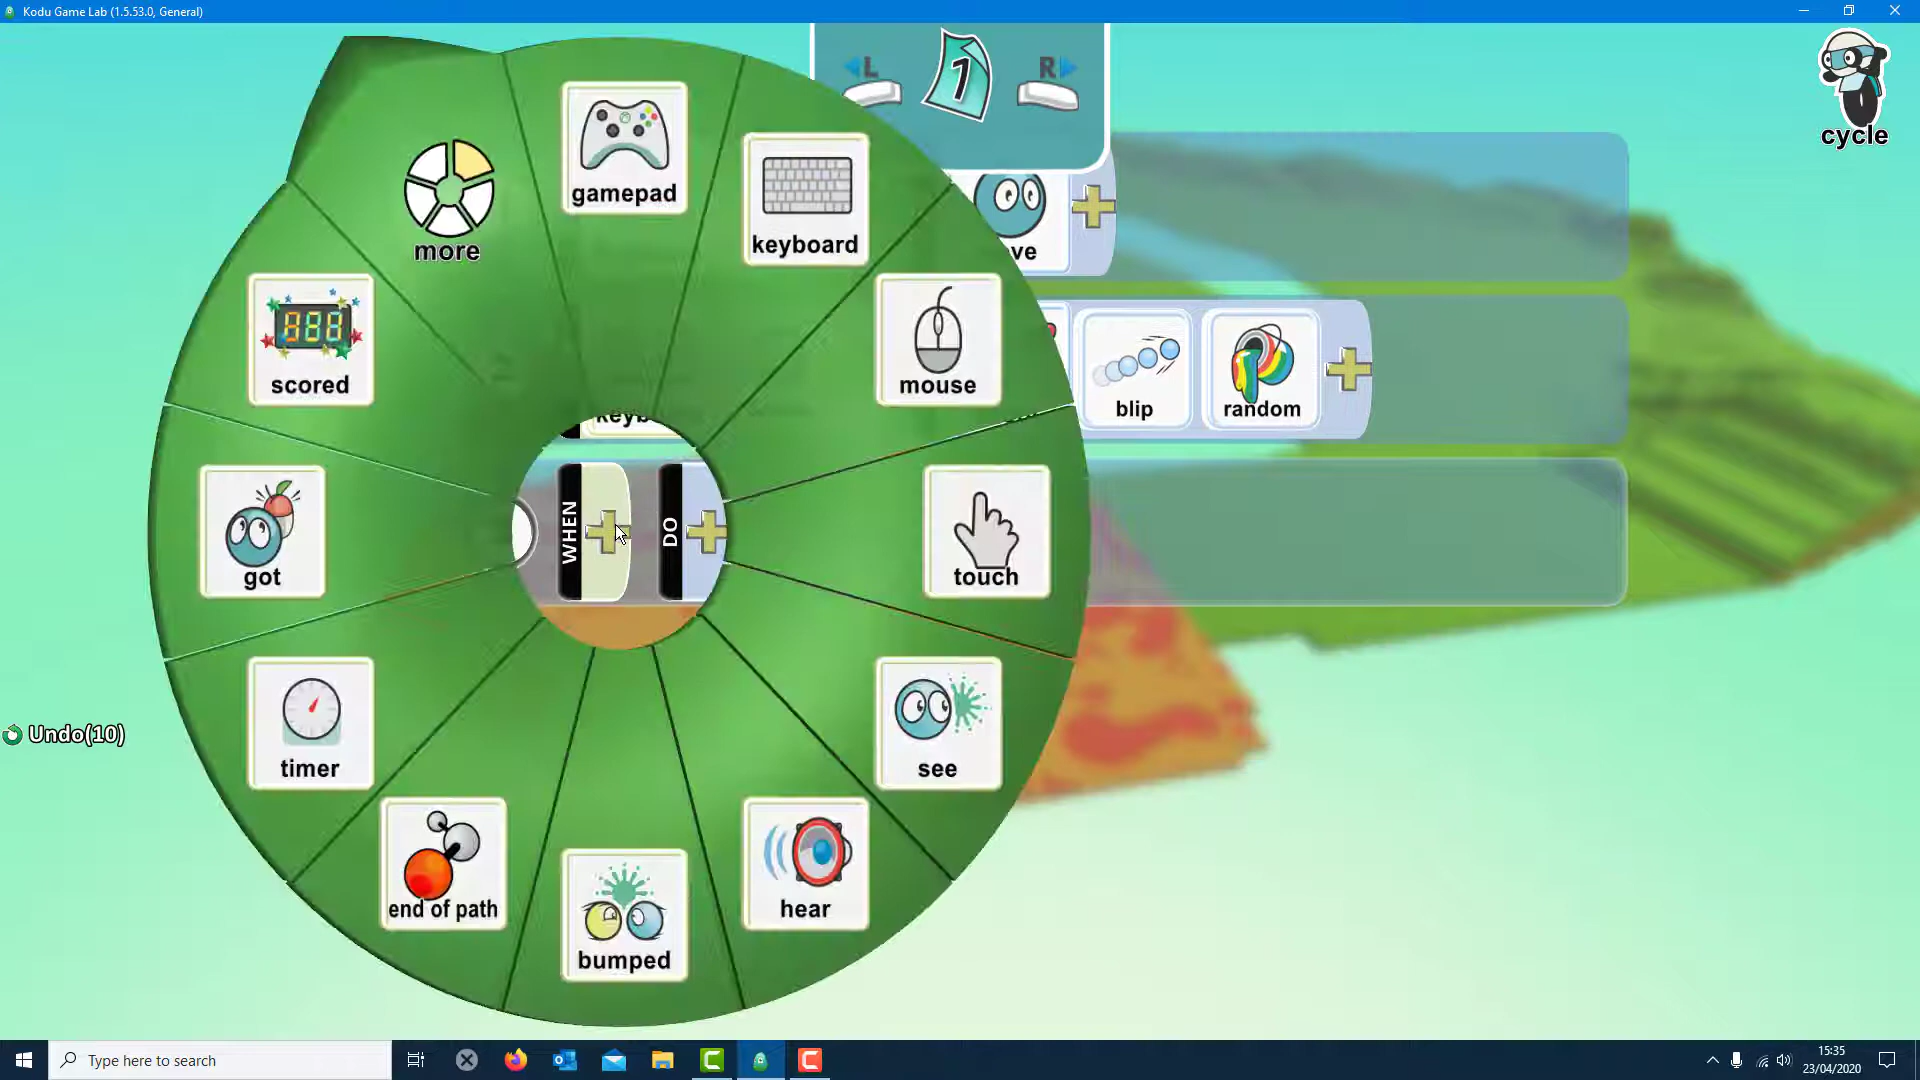 Kodu Game Lab (1.5.53.0, General)
L
1
R
cycle
gamepad
keyboard
more
mouse
scored
blip
random
got
WHEN
DO
touch
see
timer
end of path
hear
bumped
Undo(10)
Type here to search
15:35
23/04/2020